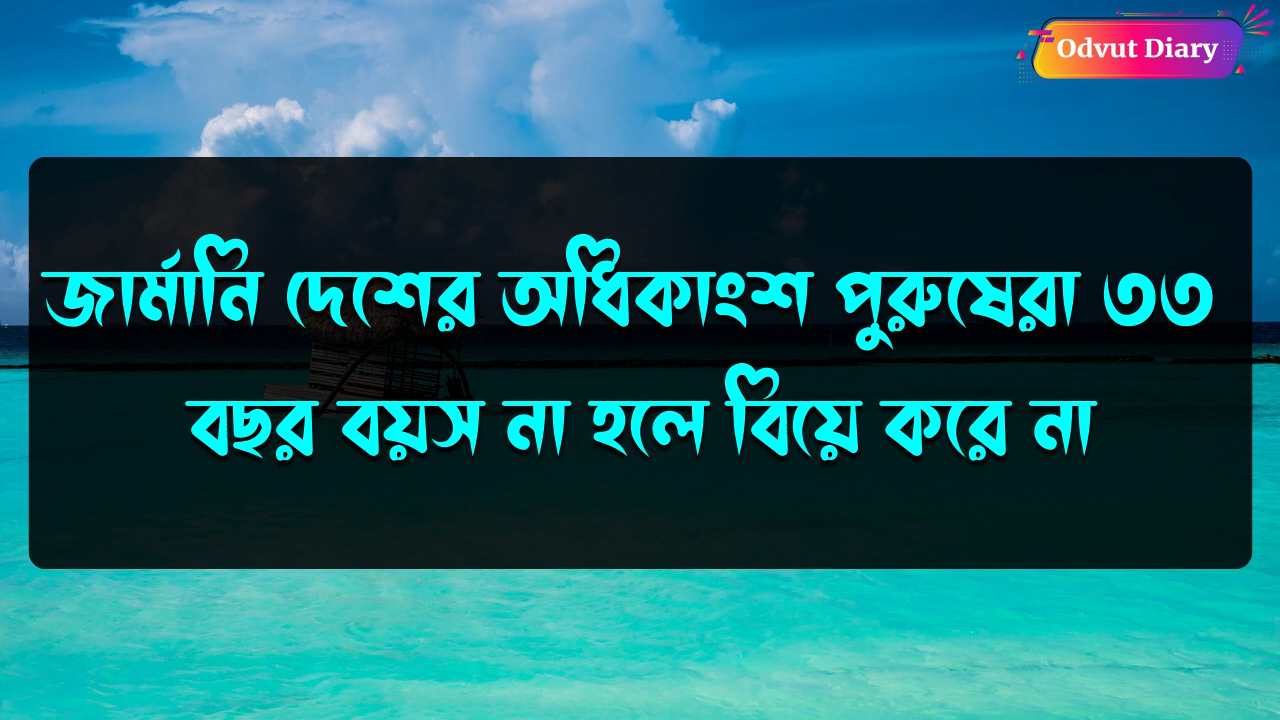 Odvut Diary
জার্মানি দেশের অধিকাংশ পুরুষেরা ৩৩
বছর বয়স না হলে বিয়ে করে না